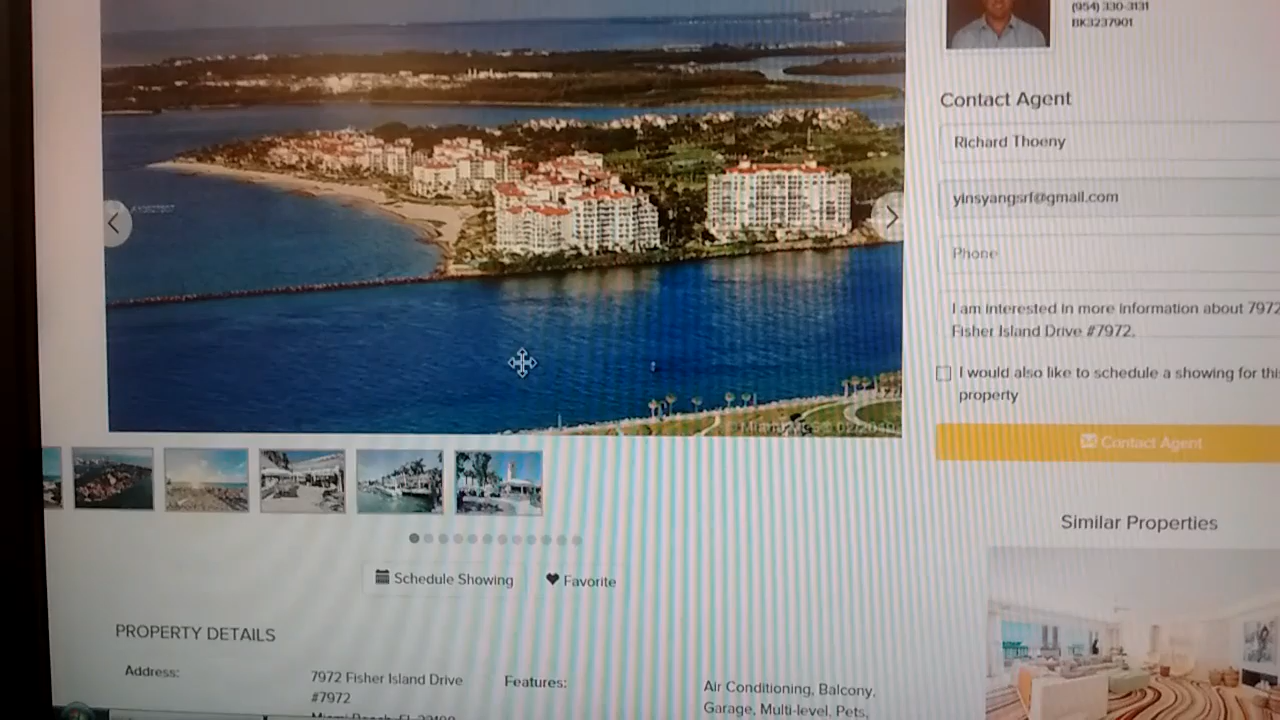 (954) 330-3131
BK3237901
Contact Agent
Richard Thoeny
yinsyangsrf@gmail.com
Phone
I am interested in more information about 7972
Fisher Island Drive #7972.
I would also like to schedule a showing for this
property
Contact Agent
Similar Properties
Schedule Showing
Favorite
PROPERTY DETAILS
Address:
7972 Fisher Island Drive
#7972
Features:
Air Conditioning, Balcony,
Garage, Multi-level, Pets,